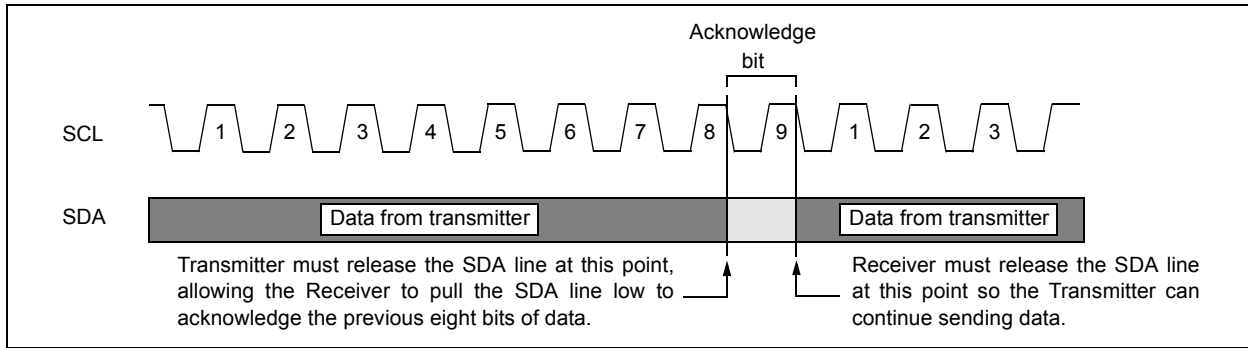 Acknowledge
bit
SCL
1 2 3 4 5 6 7 8 9 1 2 3
SDA
Data from transmitter
Data from transmitter
Transmitter must release the SDA line at this point,
allowing the Receiver to pull the SDA line low to
acknowledge the previous eight bits of data.
Receiver must release the SDA line
at this point so the Transmitter can
continue sending data.